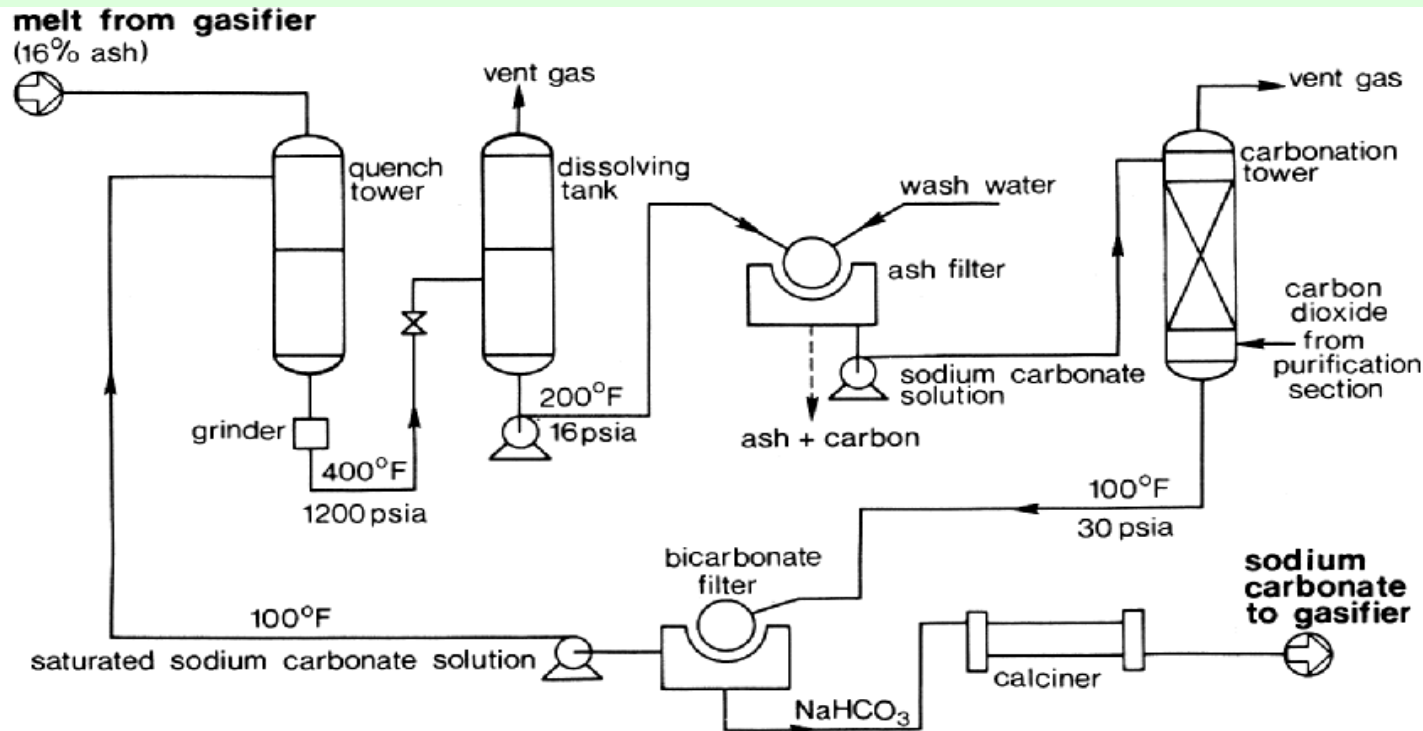 melt from gasifier
(16% ash)
vent gas
vent gas
quench
tower
dissolving
tank
wash water
carbonation
tower
ash filter
carbon
dioxide
from
purification
section
grinder
400°F
1200 psia
200°F
16 psia
sodium carbonate
solution
ash + carbon
100°F
30 psia
bicarbonate
filter
sodium
carbonate
to gasifier
100°F
saturated sodium carbonate solution
calciner
NaHCO₃